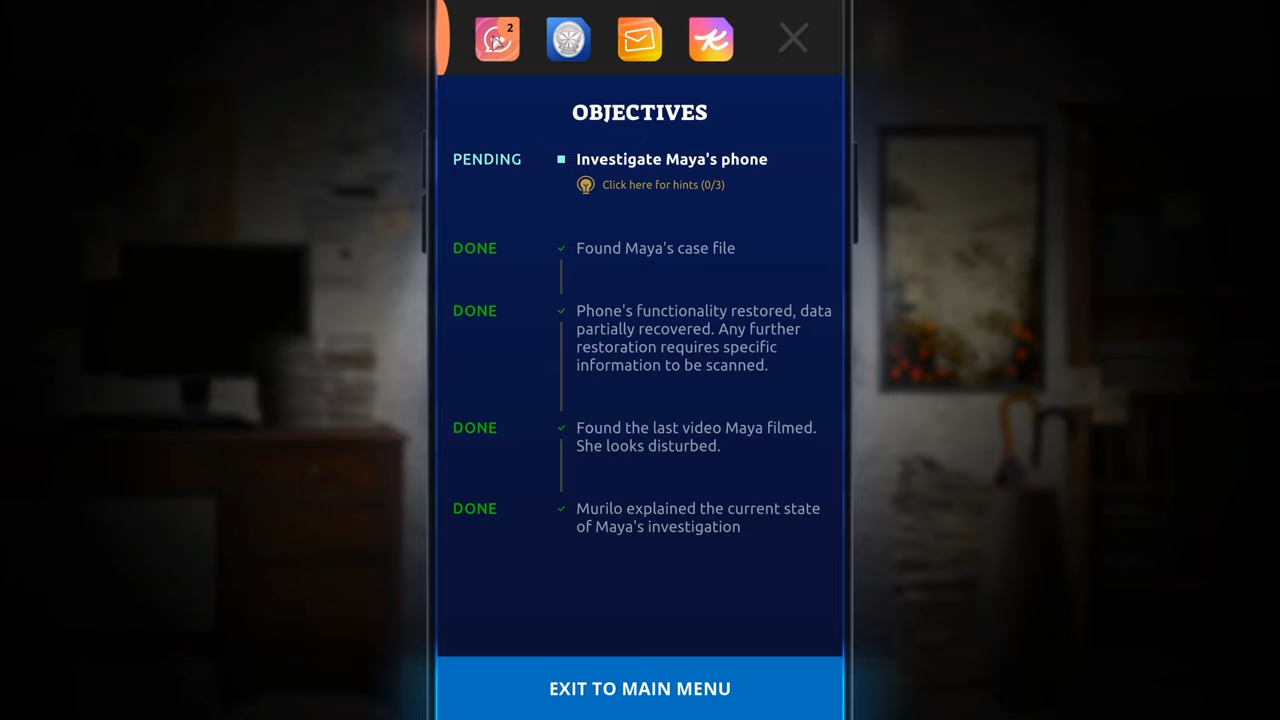 2
OBJECTIVES
PENDING
Investigate Maya's phone
Click here for hints (0/3)
DONE
Found Maya's case file
DONE
Phone's functionality restored, data
partially recovered. Any further
restoration requires specific
information to be scanned.
DONE
Found the last video Maya filmed.
She looks disturbed.
DONE
Murilo explained the current state
of Maya's investigation
EXIT TO MAIN MENU